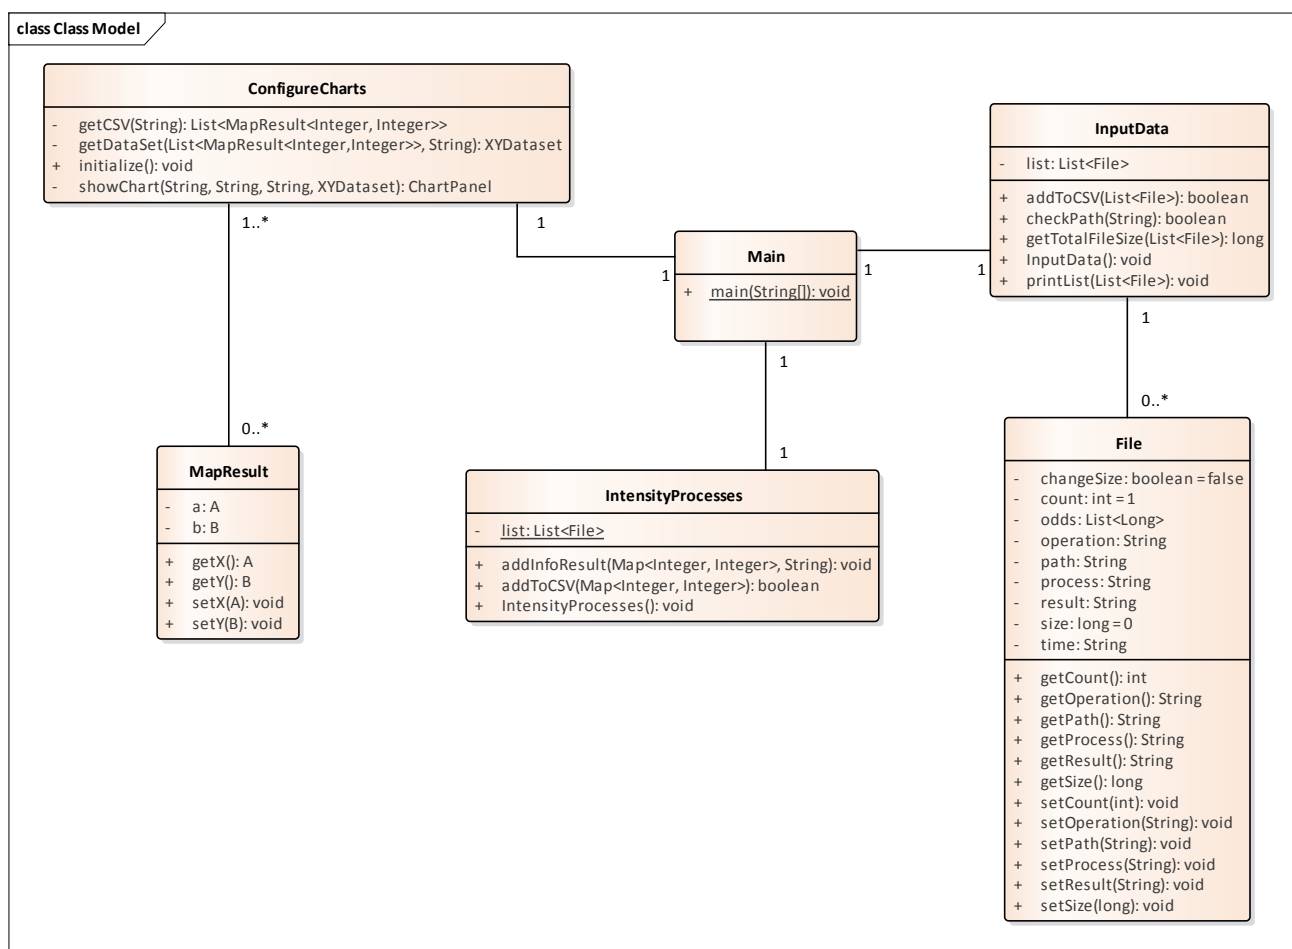 class Class Model
ConfigureCharts
- getCSV(String): List<MapResult<Integer, Integer>>
- getDataSet(List<MapResult<Integer,Integer>>, String): XYDataset
+ initialize(): void
- showChart(String, String, String, XYDataset): ChartPanel
1..*
1
InputData
- list: List<File>
+ addToCSV(List<File>): boolean
+ checkPath(String): boolean
+ getTotalFileSize(List<File>): long
+ InputData(): void
+ printList(List<File>): void
Main
+ main(String[]): void
1
1
1
1
1
0..*
0..*
1
MapResult
- a: A
- b: B
+ getX(): A
+ getY(): B
+ setX(A): void
+ setY(B): void
IntensityProcesses
- list: List<File>
+ addInfoResult(Map<Integer, Integer>, String): void
+ addToCSV(Map<Integer, Integer>): boolean
+ IntensityProcesses(): void
File
- changeSize: boolean = false
- count: int = 1
- odds: List<Long>
- operation: String
- path: String
- process: String
- result: String
- size: long = 0
- time: String
+ getCount(): int
+ getOperation(): String
+ getPath(): String
+ getProcess(): String
+ getResult(): String
+ getSize(): long
+ setCount(int): void
+ setOperation(String): void
+ setPath(String): void
+ setProcess(String): void
+ setResult(String): void
+ setSize(long): void